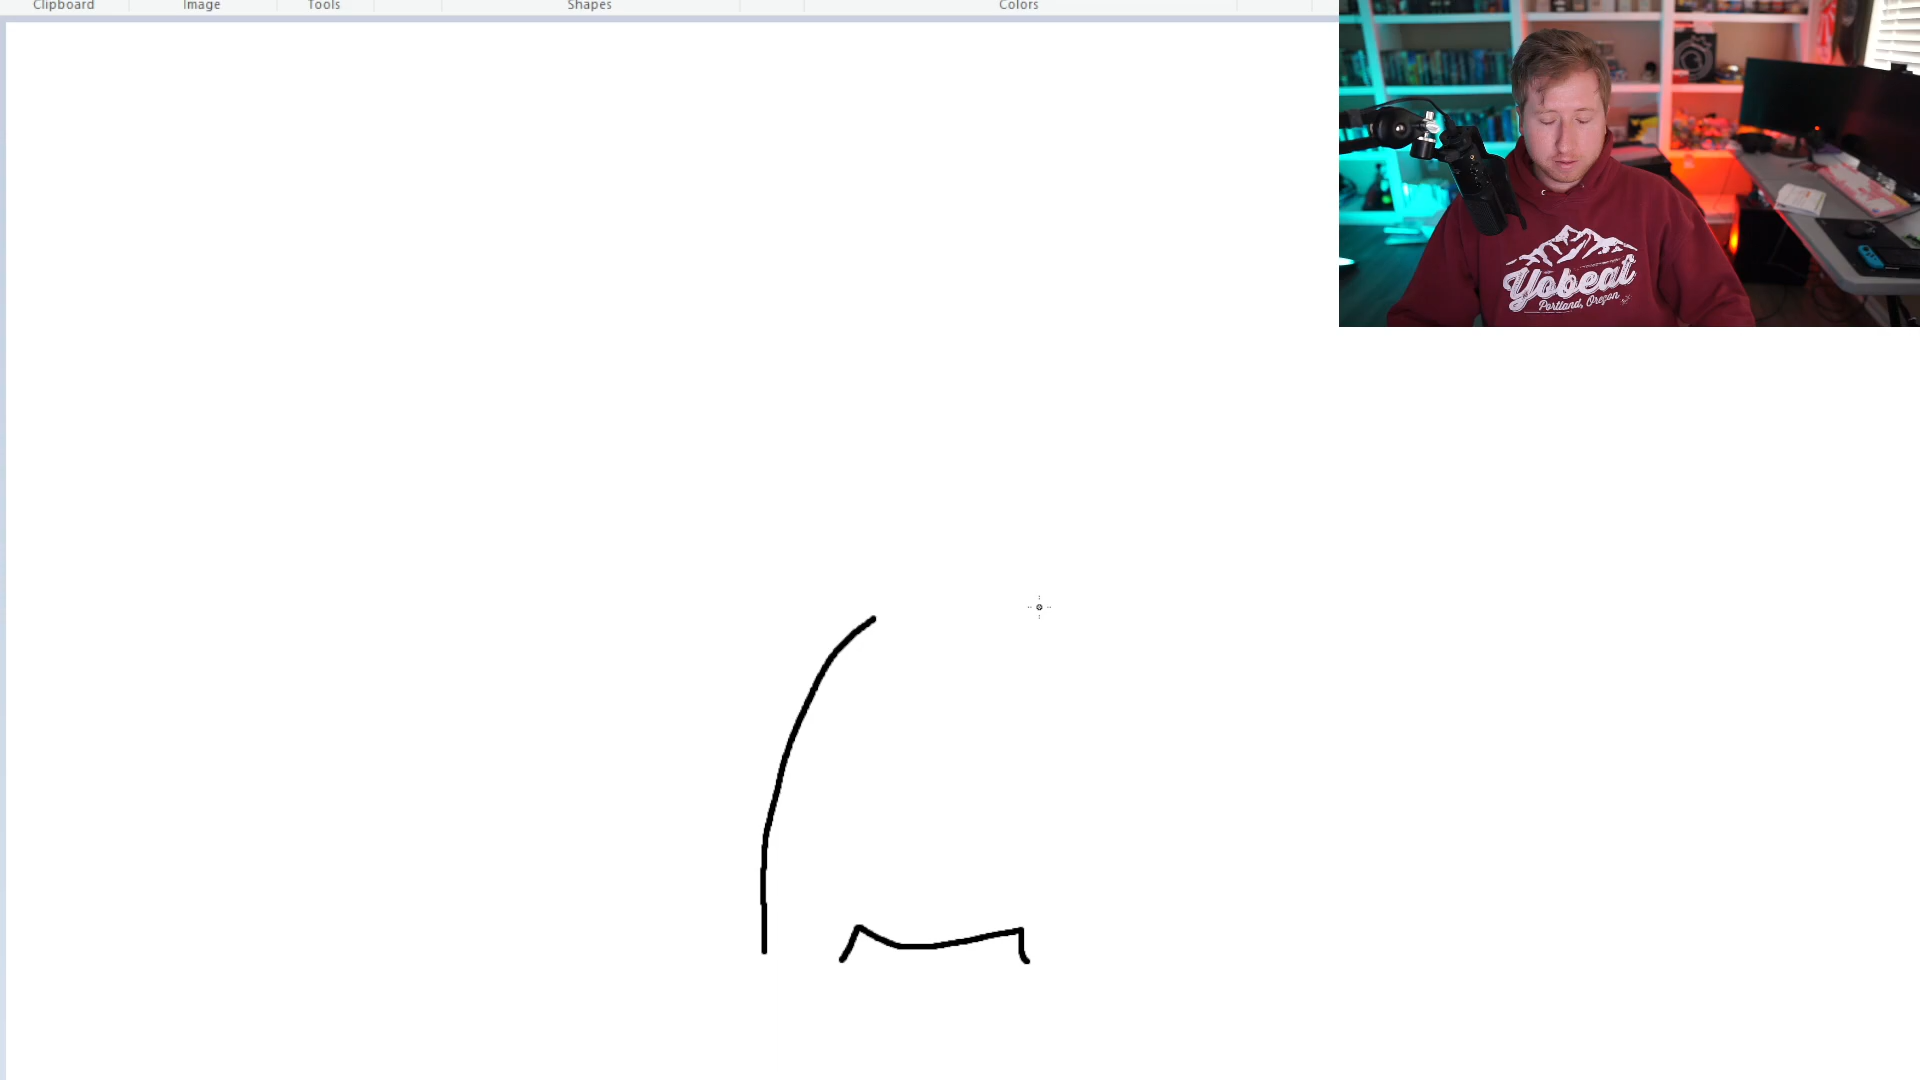 Clipboard
Image
Tools
Shapes
Colors
Yobeat
Portland, Oregon